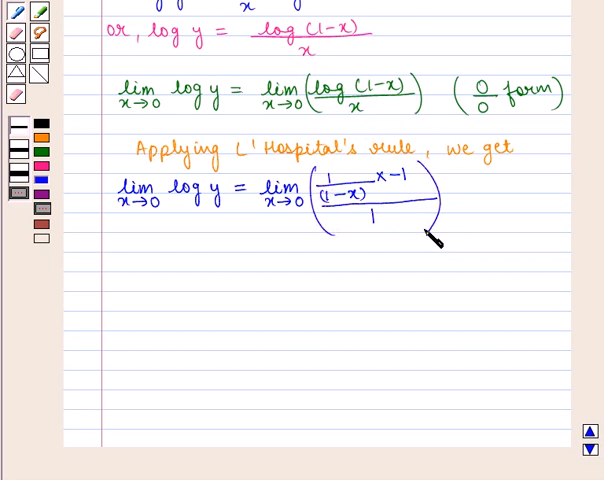 or, log y = log (1-x) / x
lim x→0 log y = lim x→0 (log (1-x) / x) (0/0 form)
Applying L'Hospital's rule, we get
lim x→0 log y = lim x→0 (1/(1-x) × -1 / 1)